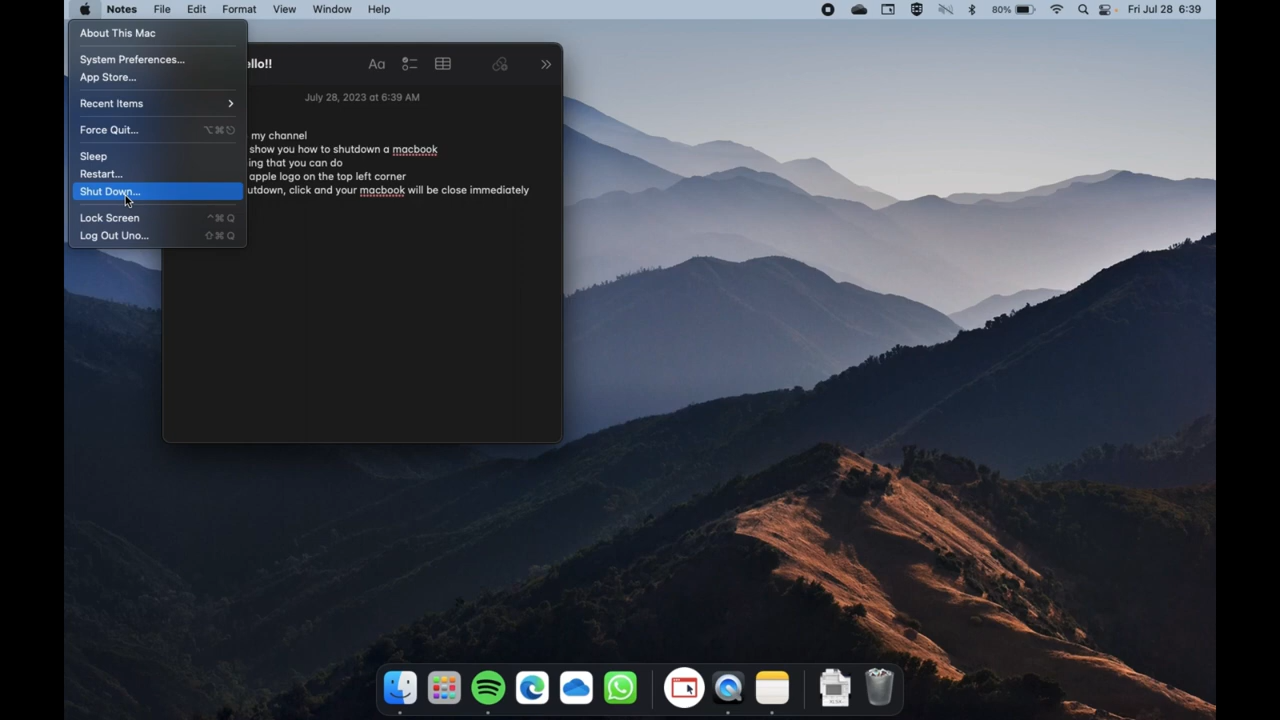 Notes File Edit Format View Window Help 80% Fri Jul 28 6:39
About This Mac
System Preferences...
App Store...
Recent Items
Force Quit... ⌥⌘⎋
Sleep
Restart...
Shut Down...
Lock Screen ^⌘Q
Log Out Uno... ⇧⌘Q
ello!!
Aa
July 28, 2023 at 6:39 AM
my channel
show you how to shutdown a macbook
ing that you can do
apple logo on the top left corner
utdown, click and your macbook will be close immediately